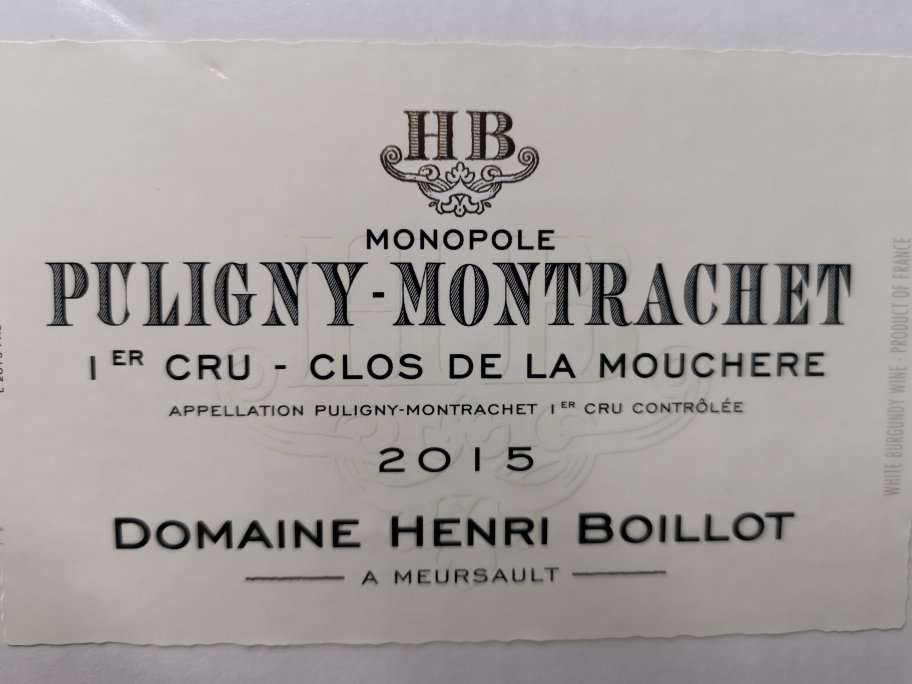 HB
MONOPOLE
PULIGNY-MONTRACHET
1ER CRU - CLOS DE LA MOUCHERE
APPELLATION PULIGNY-MONTRACHET 1ER CRU CONTRÔLÉE
2015
DOMAINE HENRI BOILLOT
A MEURSAULT
WHITE BURGUNDY WINE - PRODUCT OF FRANCE